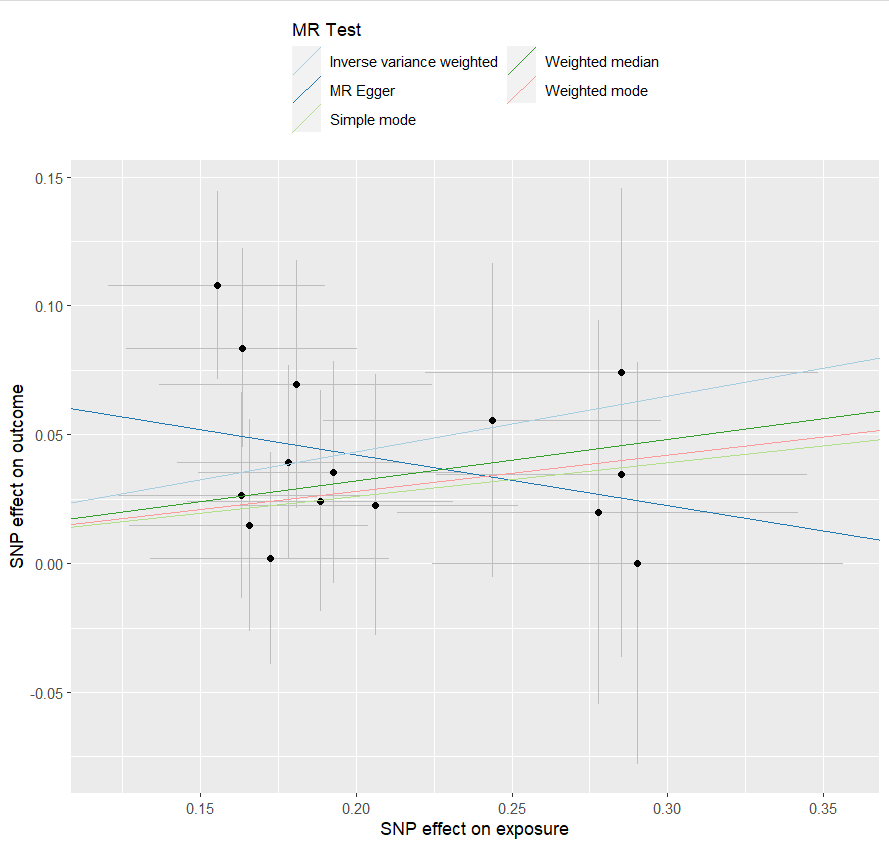 MR Test
Inverse variance weighted
Weighted median
MR Egger
Weighted mode
Simple mode
0.15
0.10
0.05
0.00
-0.05
SNP effect on outcome
0.15
0.20
0.25
0.30
0.35
SNP effect on exposure